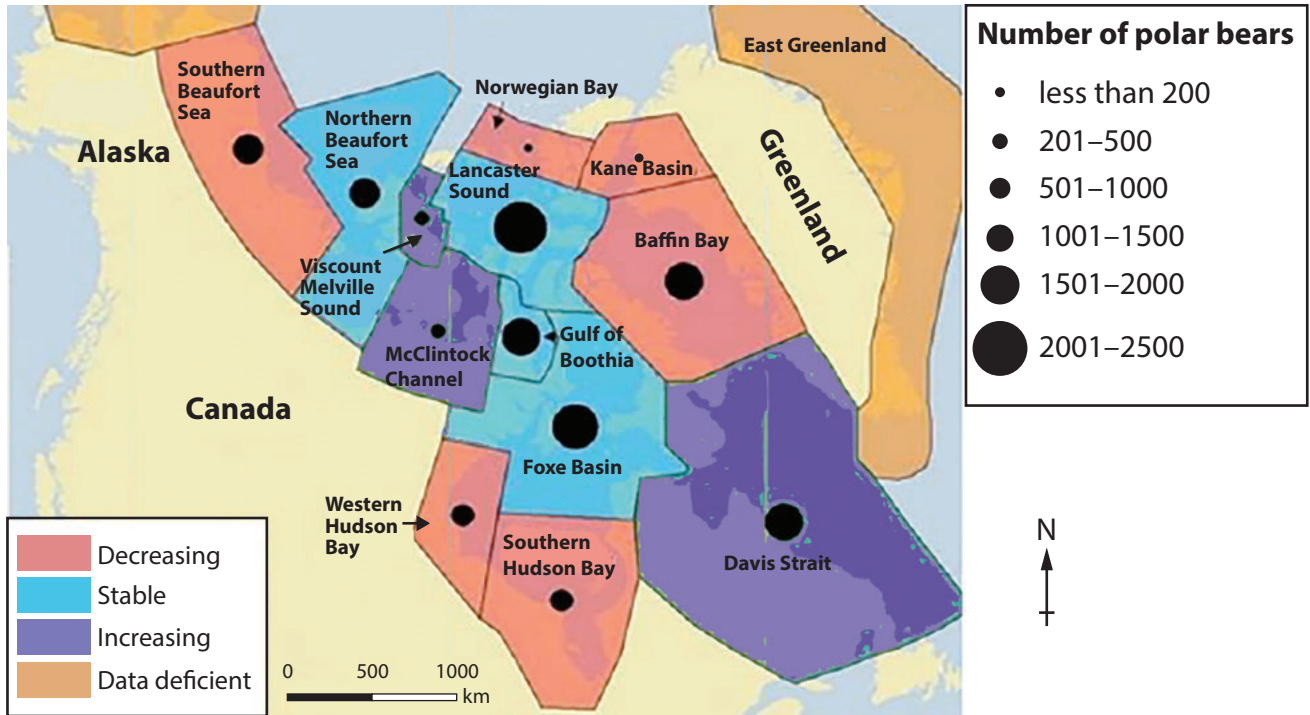 Southern
Beaufort
Sea
Alaska
Northern
Beaufort
Sea
Norwegian Bay
Lancaster
Sound
Kane Basin
East Greenland
Greenland
Baffin Bay
Viscount
Melville
Sound
McClintock
Channel
Gulf of
Boothia
Canada
Foxe Basin
Western
Hudson
Bay
Southern
Hudson Bay
Davis Strait
Decreasing
Stable
Increasing
Data deficient
0 500 1000
km
Number of polar bears
less than 200
201–500
501–1000
1001–1500
1501–2000
2001–2500
N